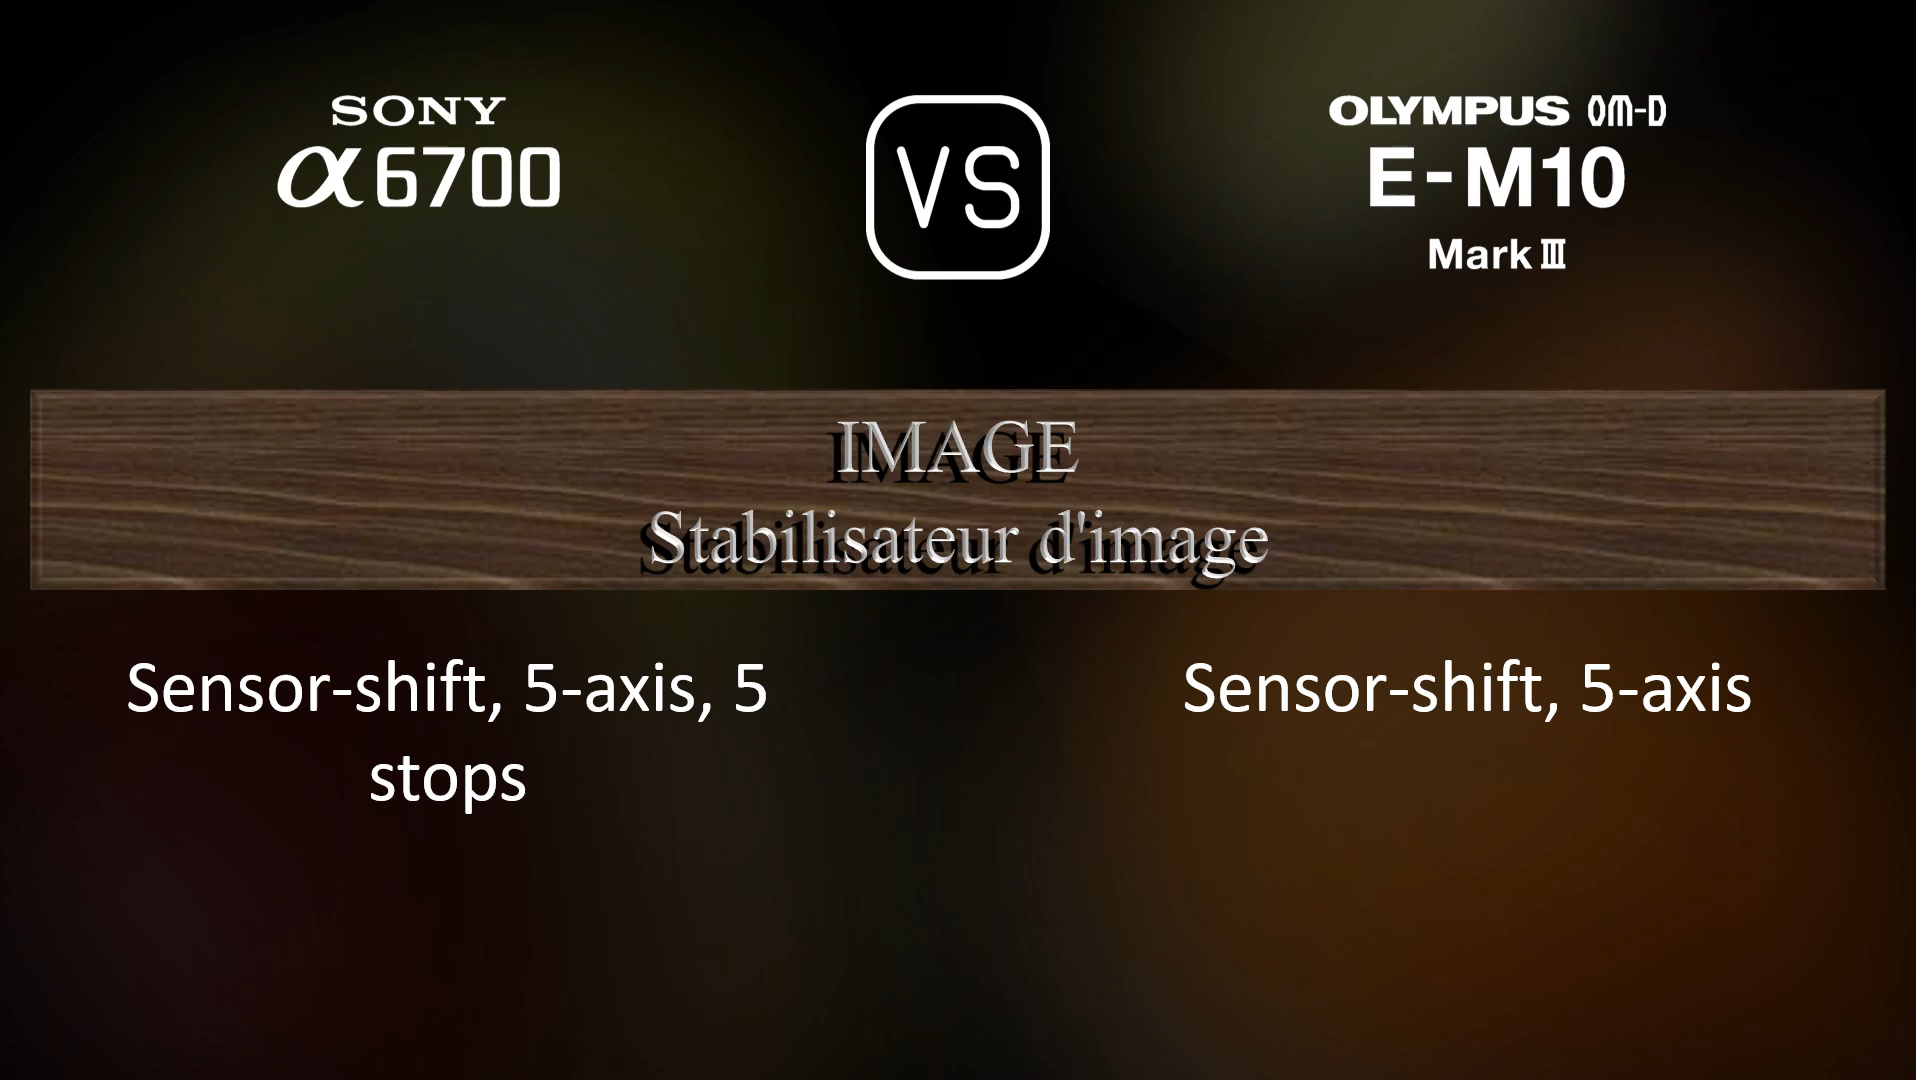 SONY
α6700
VS
OLYMPUS OM-D
E-M10
Mark III
IMAGE
Stabilisateur d'image
Sensor-shift, 5-axis, 5
stops
Sensor-shift, 5-axis